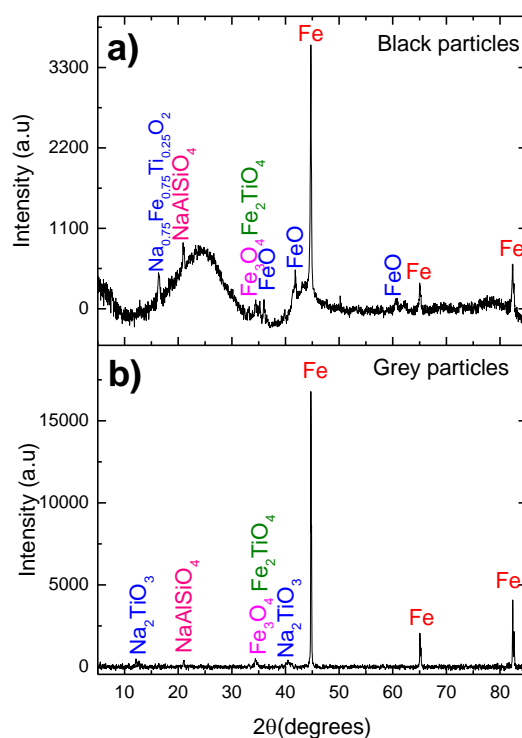 a)
Black particles
Fe
Na0.75Fe0.75Ti0.25O2
NaAlSiO4
Fe3O4
Fe2TiO4
FeO
FeO
FeO
Fe
Fe
3300
2200
1100
0
Intensity (a.u)
b)
Grey particles
Fe
Na2TiO3
NaAlSiO4
Fe3O4
Fe2TiO4
Na2TiO3
Fe
Fe
15000
10000
5000
0
Intensity (a.u)
10 20 30 40 50 60 70 80
2θ(degrees)